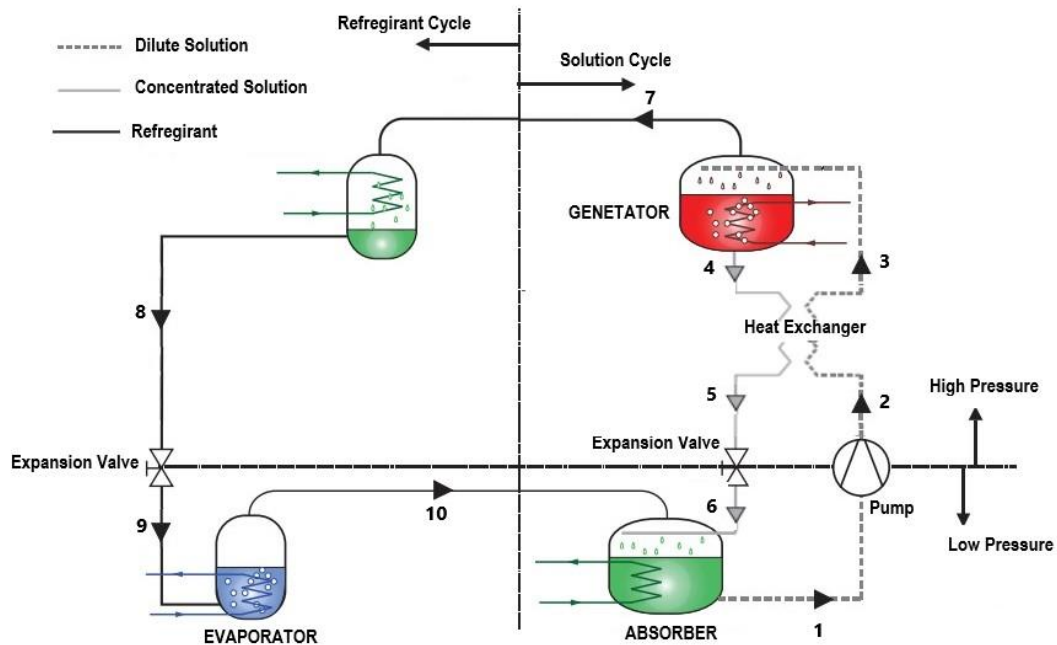 Refregirant Cycle
Dilute Solution
Solution Cycle
Concentrated Solution
7
Refregirant
GENETATOR
4
3
8
Heat Exchanger
5
2
High Pressure
Expansion Valve
Expansion Valve
9
10
6
Pump
Low Pressure
EVAPORATOR
ABSORBER
1